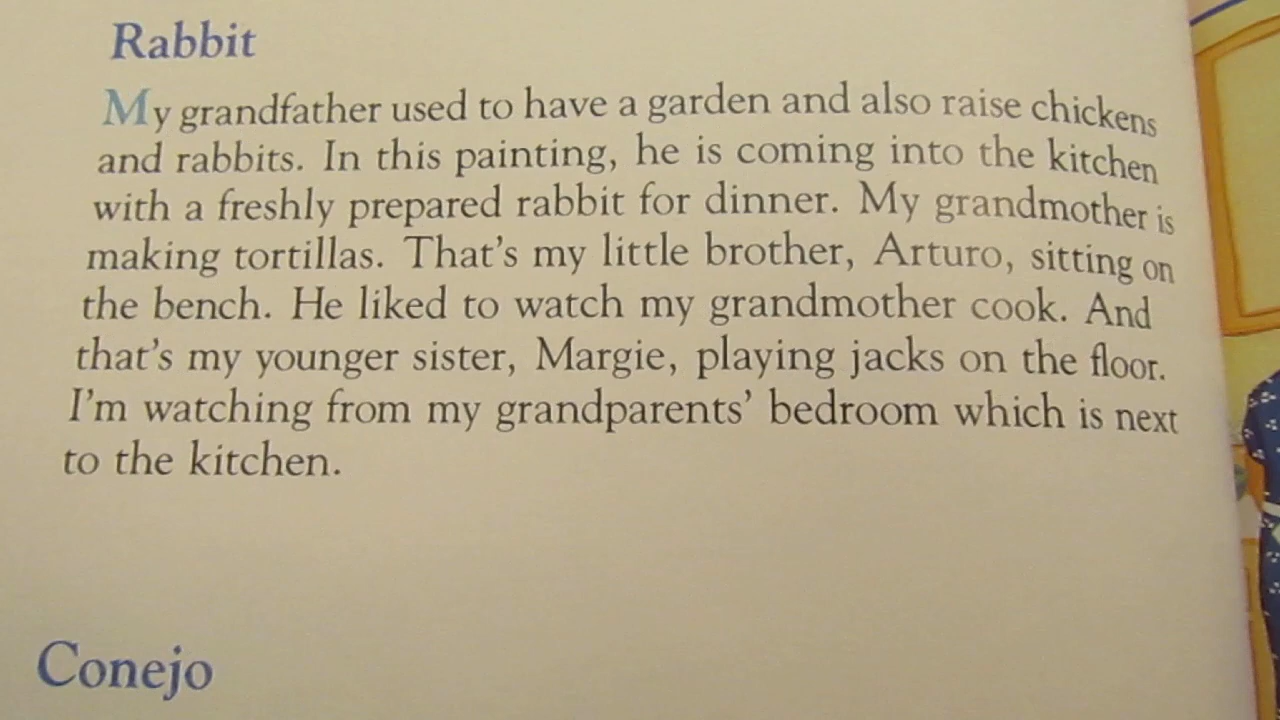 Rabbit
My grandfather used to have a garden and also raise chickens
and rabbits. In this painting, he is coming into the kitchen
with a freshly prepared rabbit for dinner. My grandmother is
making tortillas. That's my little brother, Arturo, sitting on
the bench. He liked to watch my grandmother cook. And
that's my younger sister, Margie, playing jacks on the floor.
I'm watching from my grandparents' bedroom which is next
to the kitchen.
Conejo